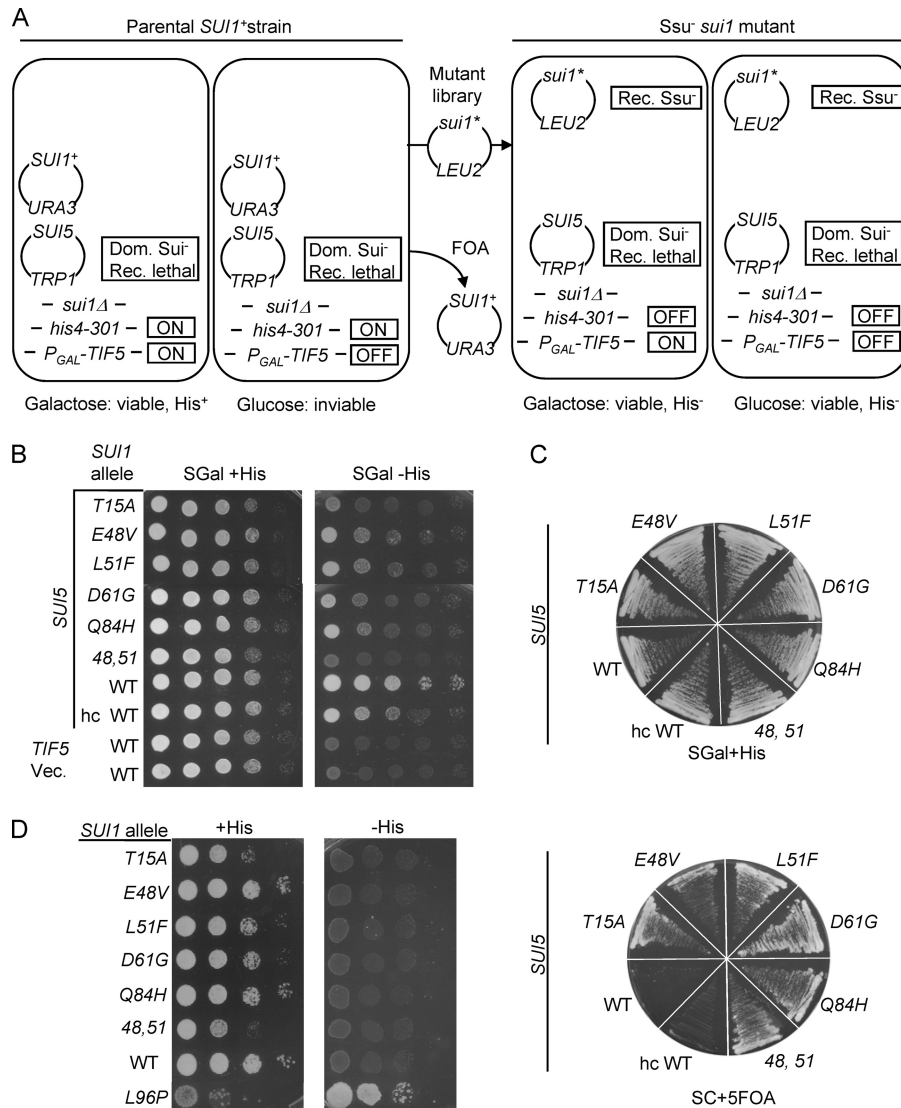 A
Parental SUI1+strain
Ssu- sui1 mutant
SUI1+
URA3
SUI5
TRP1
Dom. Sui-
Rec. lethal
sui1Δ
his4-301
ON
PGAL-TIF5
ON
Galactose: viable, His+
SUI1+
URA3
SUI5
TRP1
Dom. Sui-
Rec. lethal
sui1Δ
his4-301
ON
PGAL-TIF5
OFF
Glucose: inviable
Mutant
library
sui1*
LEU2
FOA
SUI1+
URA3
sui1*
LEU2
Rec. Ssu-
SUI5
TRP1
Dom. Sui-
Rec. lethal
sui1Δ
his4-301
OFF
PGAL-TIF5
ON
Galactose: viable, His-
sui1*
LEU2
Rec. Ssu-
SUI5
TRP1
Dom. Sui-
Rec. lethal
sui1Δ
his4-301
OFF
PGAL-TIF5
OFF
Glucose: viable, His-
B
SUI1
allele
SGal +His
SGal -His
SUI5
T15A
E48V
L51F
D61G
Q84H
48,51
WT
hc WT
TIF5
WT
Vec.
WT
C
SUI5
E48V
L51F
T15A
D61G
WT
Q84H
hc WT
48, 51
SGal+His
D
SUI1 allele
+His
-His
T15A
E48V
L51F
D61G
Q84H
48,51
WT
L96P
SUI5
E48V
L51F
T15A
D61G
WT
Q84H
hc WT
48, 51
SC+5FOA